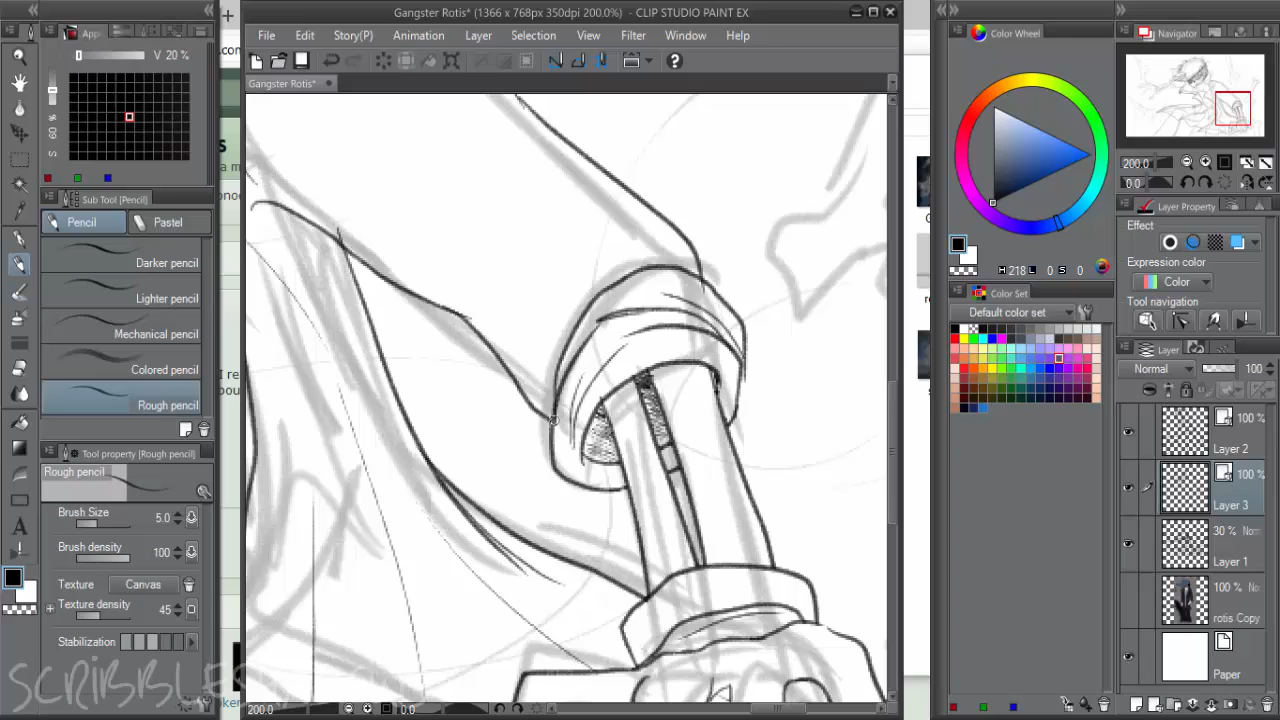 Gangster Rotis* (1366 x 768px 350dpi 200.0%) - CLIP STUDIO PAINT EX
File Edit Story(P) Animation Layer Selection View Filter Window Help
Gangster Rotis*
App
V 20 %
60 %
S
Sub Tool [Pencil]
Pencil Pastel
Darker pencil
Lighter pencil
Mechanical pencil
Colored pencil
Rough pencil
Tool property [Rough pencil]
Rough pencil
Brush Size 5.0
Brush density 100
Texture Canvas
Texture density 45
Stabilization
SCRIBBLE
200.0 0.0
Color Wheel
H 218 L 0 S 0
Color Set
Default color set
Navigator
200.0
0.0
Layer Property
Effect
Expression color
Color
Tool navigation
Layer
Normal 100
100 %
Layer 2
100 %
Layer 3
30 % Norm
Layer 1
100 % No
rotis Copy
Paper